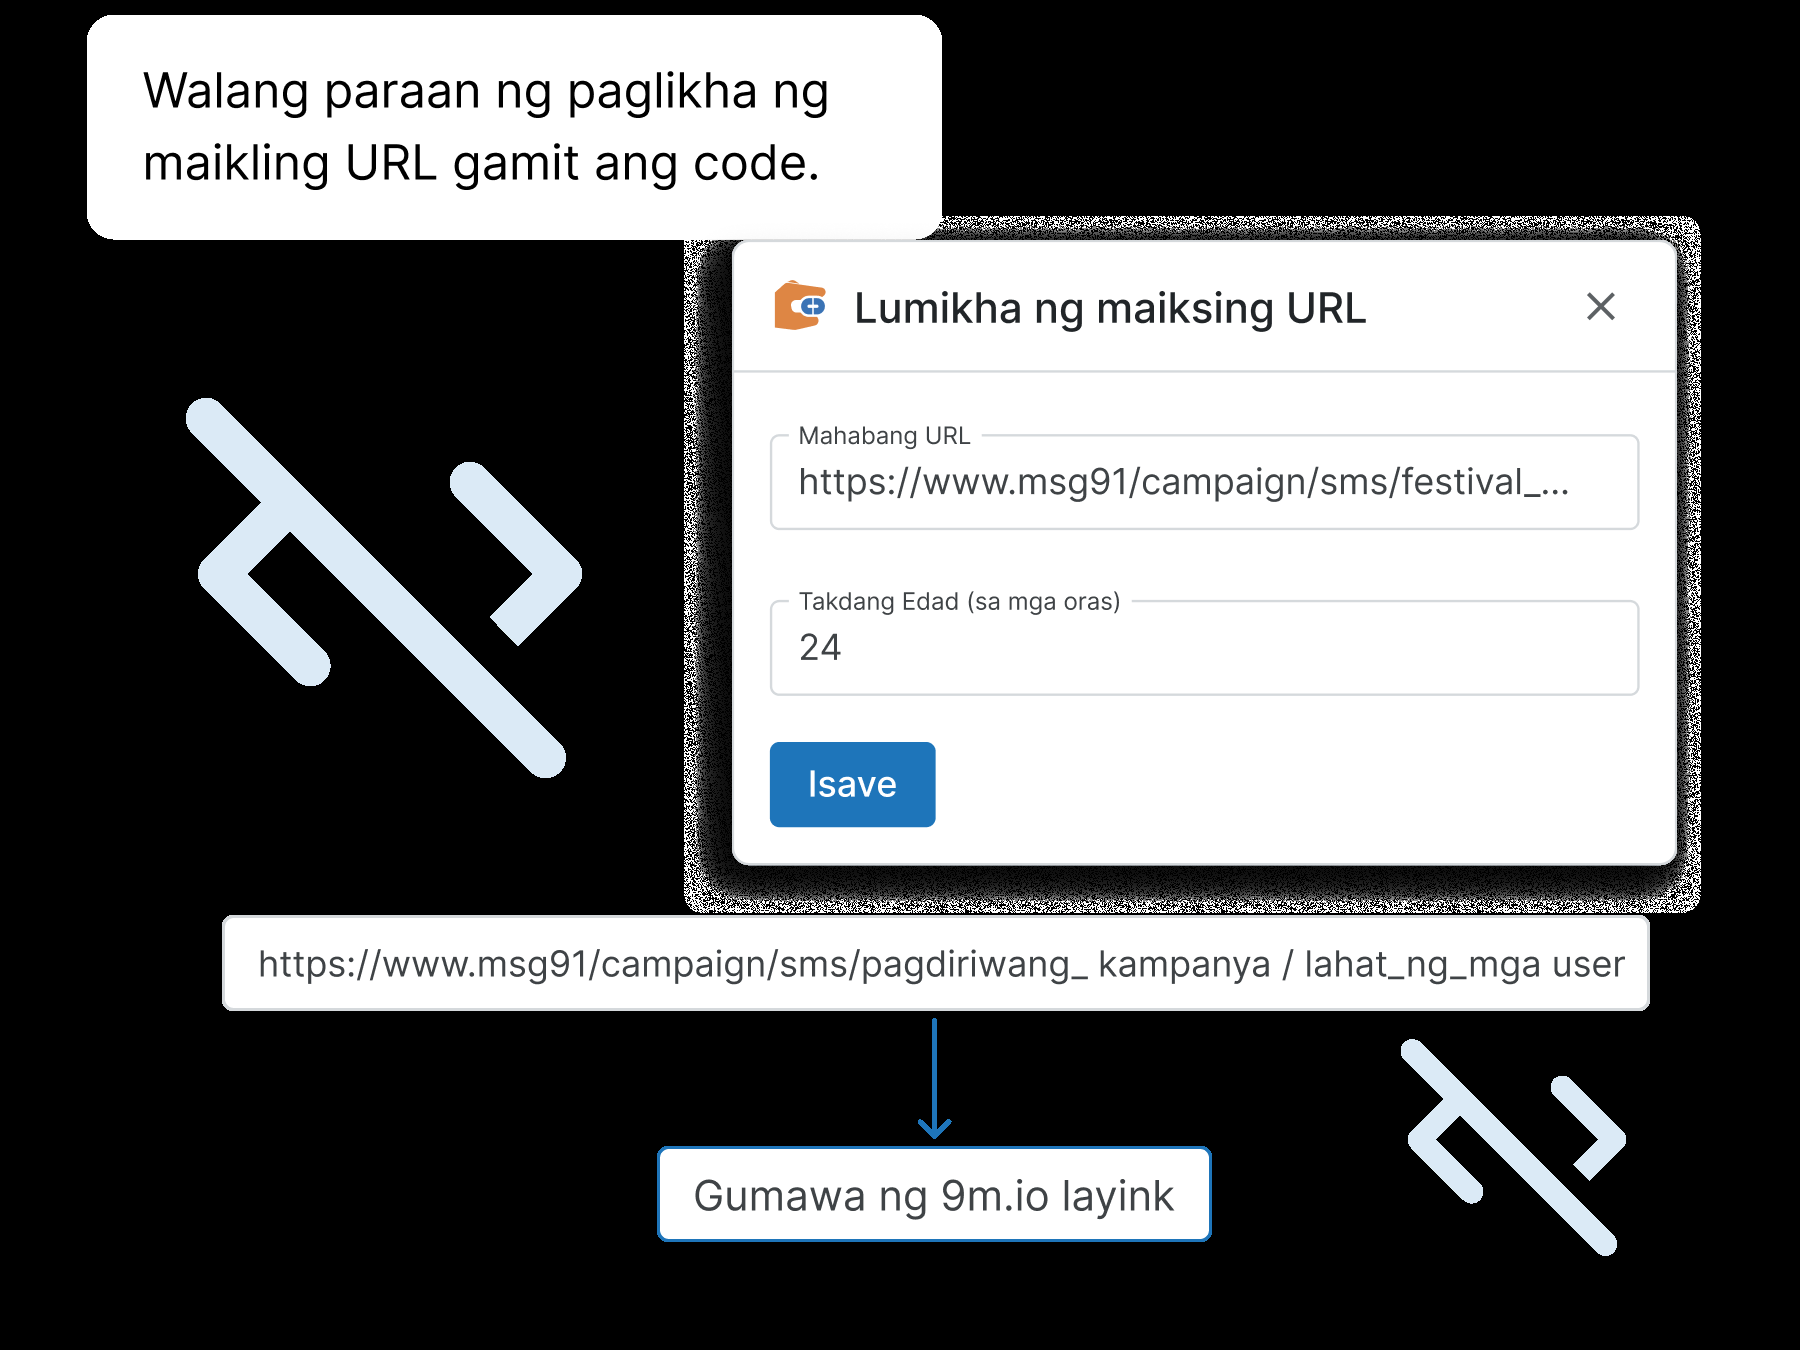 Walang paraan ng paglikha ng
maikling URL gamit ang code.
Lumikha ng maiksing URL
Mahabang URL
https://www.msg91/campaign/sms/festival_...
Takdang Edad (sa mga oras)
24
Isave
https://www.msg91/campaign/sms/pagdiriwang_ kampanya / lahat_ng_mga user
Gumawa ng 9m.io layink